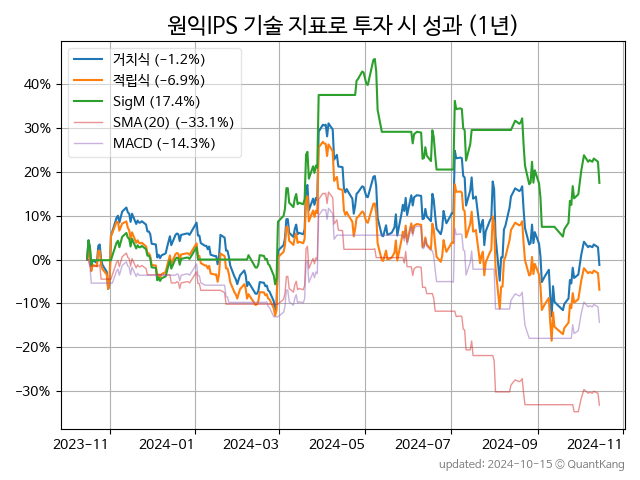 원익IPS 기술 지표로 투자 시 성과 (1년)
거치식 (−1.2%)
적립식 (−6.9%)
SigM (17.4%)
SMA(20) (−33.1%)
MACD (−14.3%)
40%
30%
20%
10%
0%
−10%
−20%
−30%
2023-11 2024-01 2024-03 2024-05 2024-07 2024-09 2024-11
updated: 2024-10-15 © QuantKang